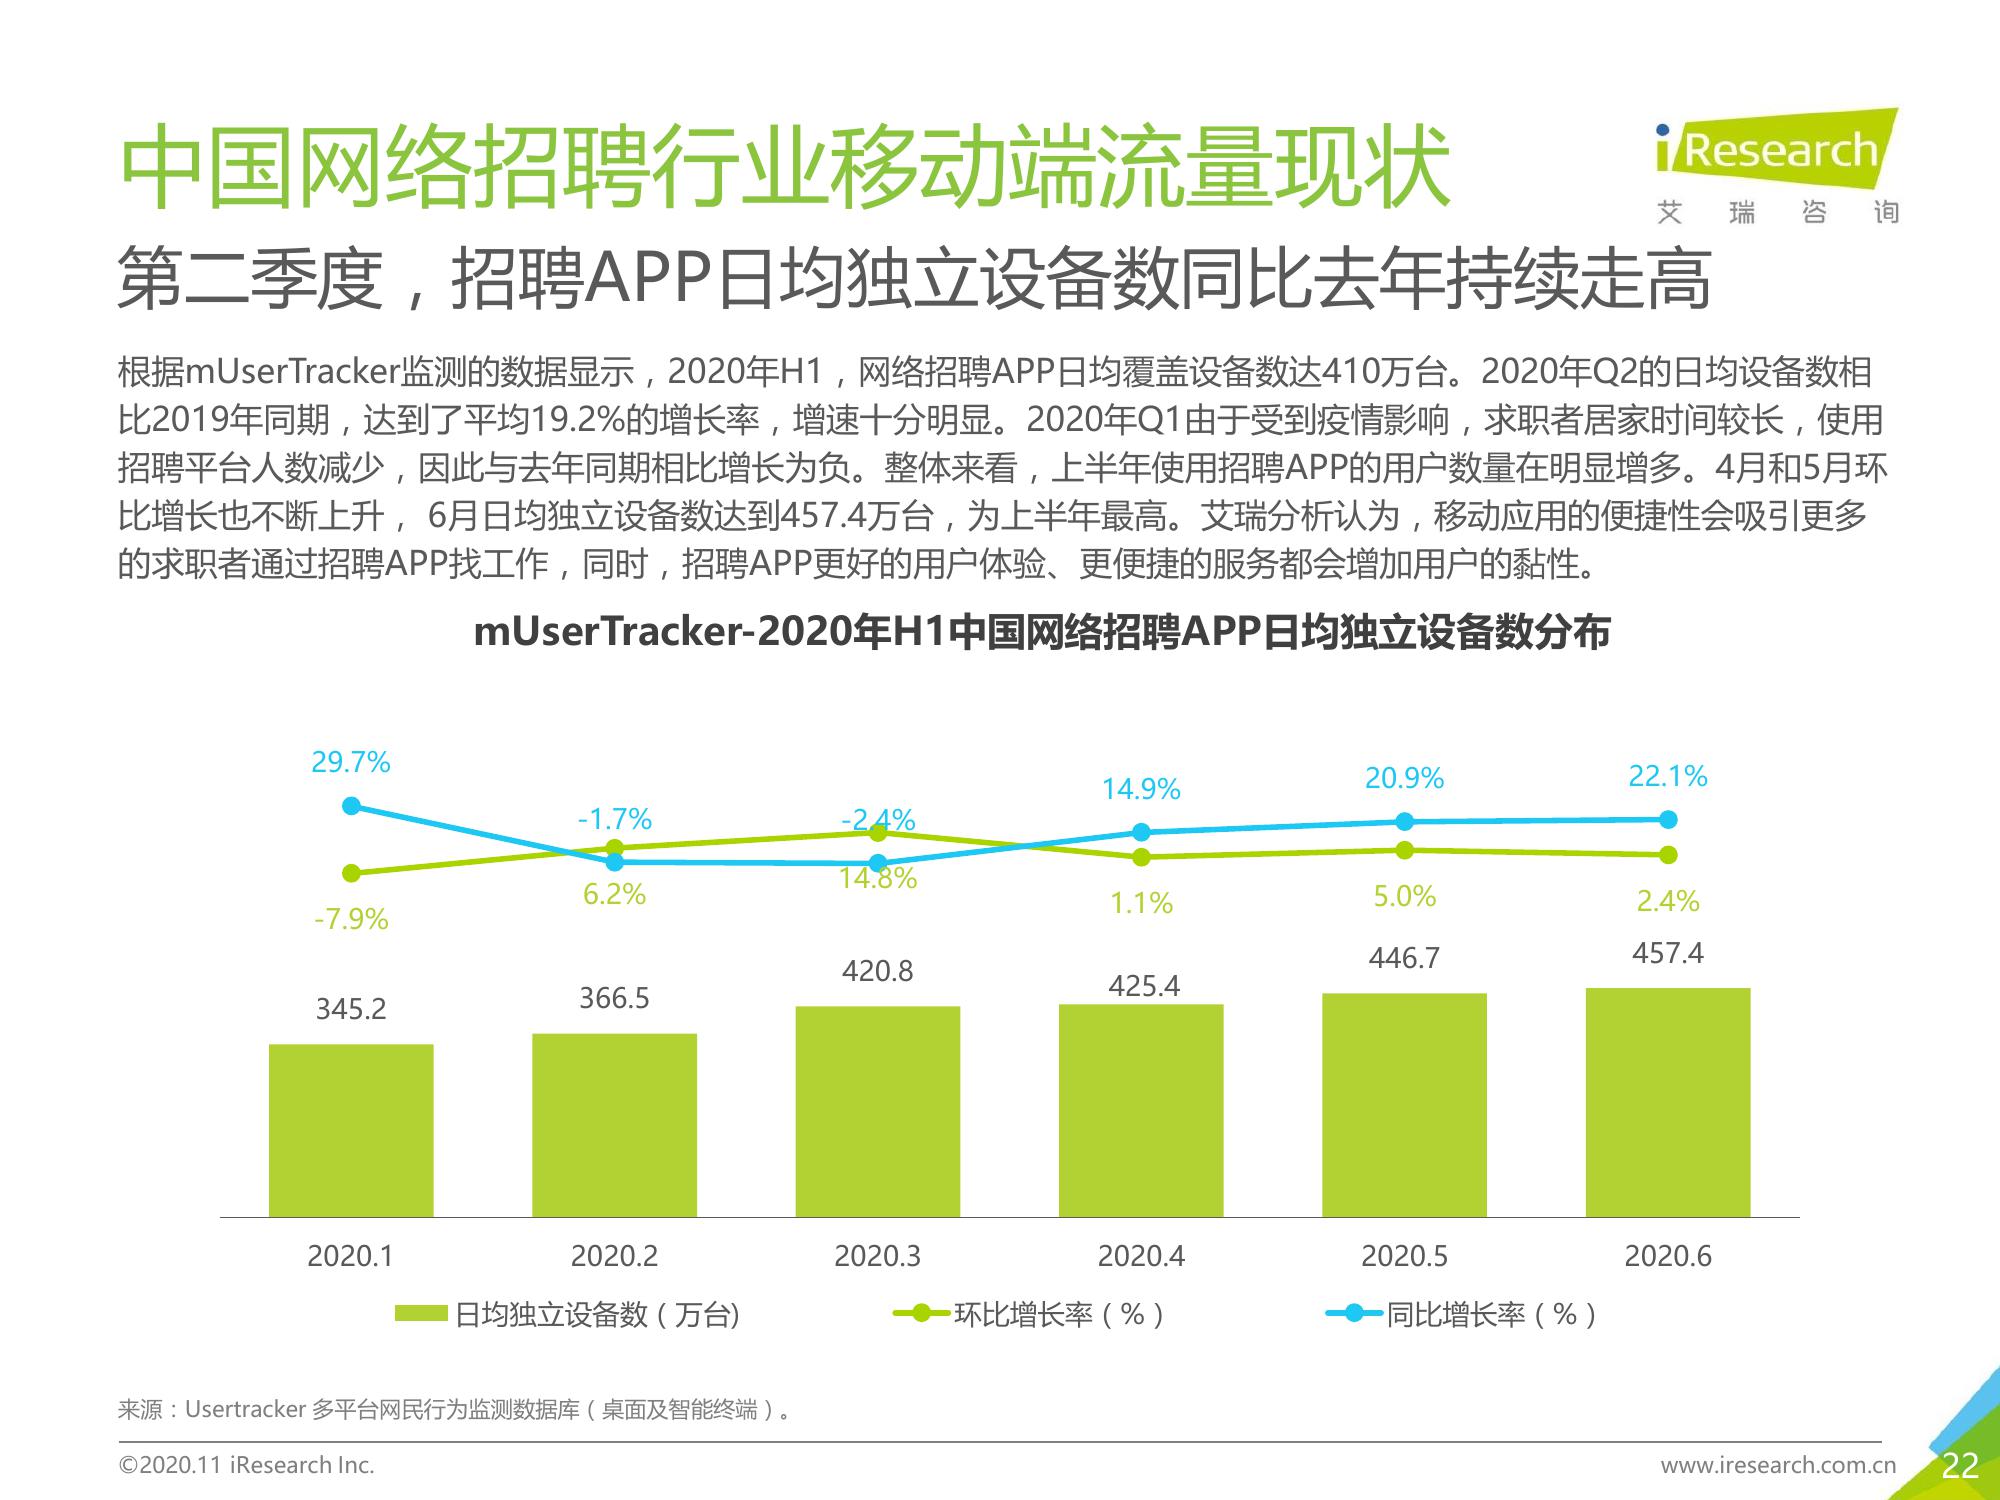 中国网络招聘行业移动端流量现状
iResearch
艾瑞咨询
第二季度，招聘APP日均独立设备数同比去年持续走高
根据mUserTracker监测的数据显示，2020年H1，网络招聘APP日均覆盖设备数达410万台。2020年Q2的日均设备数相
比2019年同期，达到了平均19.2%的增长率，增速十分明显。2020年Q1由于受到疫情影响，求职者居家时间较长，使用
招聘平台人数减少，因此与去年同期相比增长为负。整体来看，上半年使用招聘APP的用户数量在明显增多。4月和5月环
比增长也不断上升， 6月日均独立设备数达到457.4万台，为上半年最高。艾瑞分析认为，移动应用的便捷性会吸引更多
的求职者通过招聘APP找工作，同时，招聘APP更好的用户体验、更便捷的服务都会增加用户的黏性。
mUserTracker-2020年H1中国网络招聘APP日均独立设备数分布
29.7% -1.7% -2.4% 14.9% 20.9% 22.1%
-7.9% 6.2% 14.8% 1.1% 5.0% 2.4%
345.2 366.5 420.8 425.4 446.7 457.4
2020.1 2020.2 2020.3 2020.4 2020.5 2020.6
日均独立设备数（万台) 环比增长率（%） 同比增长率（%）
来源：Usertracker 多平台网民行为监测数据库（桌面及智能终端）。
©2020.11 iResearch Inc.
www.iresearch.com.cn
22